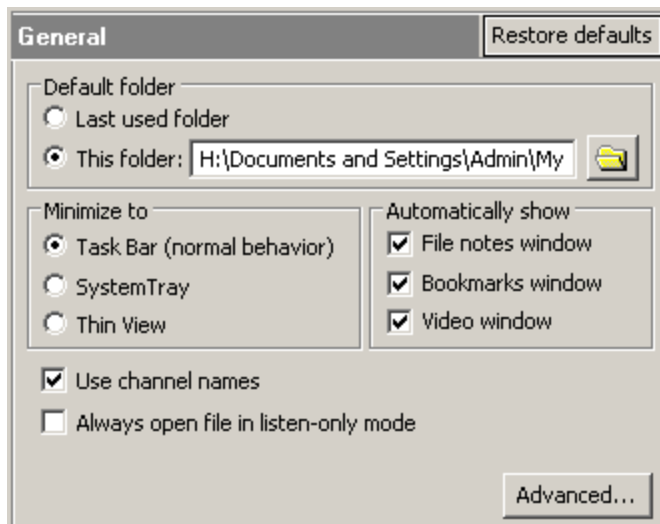 General
Restore defaults
Default folder
Last used folder
This folder: H:\Documents and Settings\Admin\My
Minimize to
Task Bar (normal behavior)
SystemTray
Thin View
Automatically show
File notes window
Bookmarks window
Video window
Use channel names
Always open file in listen-only mode
Advanced...